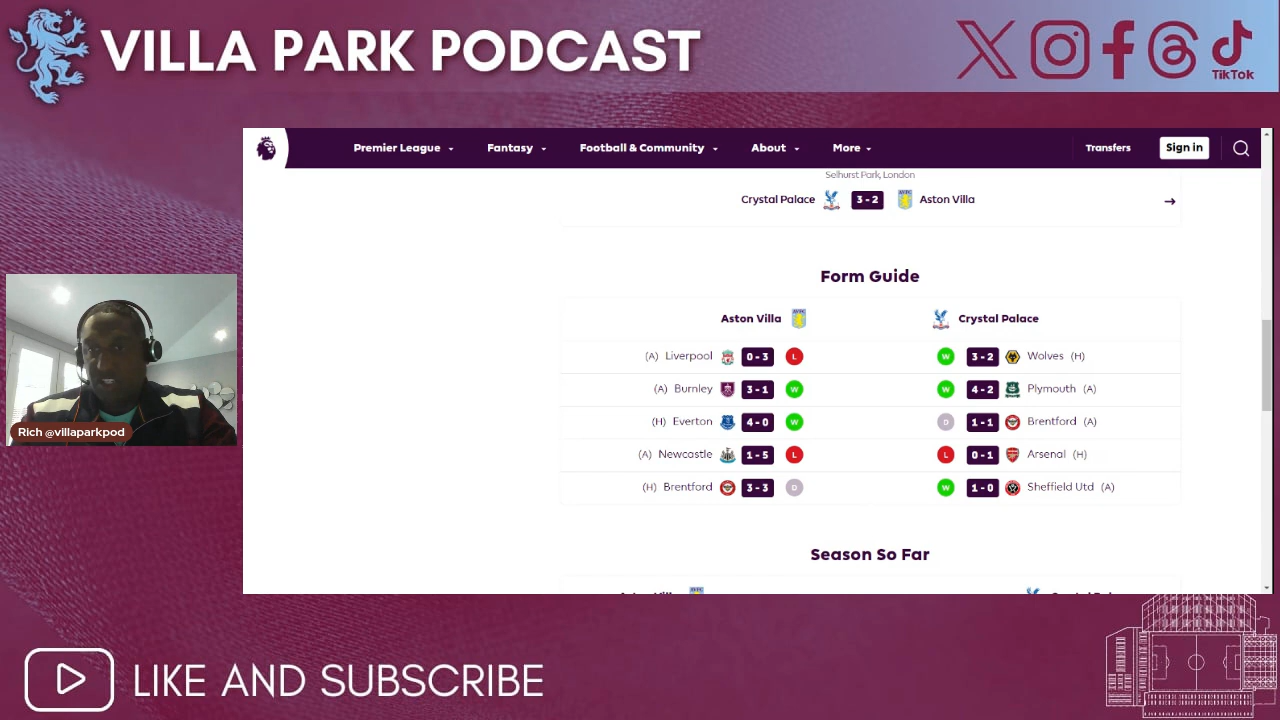 VILLA PARK PODCAST
TikTok
Premier League
Fantasy
Football & Community
About
More
Transfers
Sign in
Selhurst Park, London
Crystal Palace 3 - 2 Aston Villa
Form Guide
Aston Villa
Crystal Palace
(A) Liverpool 0 - 3 L
W 3 - 2 Wolves (H)
(A) Burnley 3 - 1 W
W 4 - 2 Plymouth (A)
(H) Everton 4 - 0 W
D 1 - 1 Brentford (A)
(A) Newcastle 1 - 5 L
L 0 - 1 Arsenal (H)
(H) Brentford 3 - 3 D
W 1 - 0 Sheffield Utd (A)
Season So Far
Rich @villaparkpod
LIKE AND SUBSCRIBE